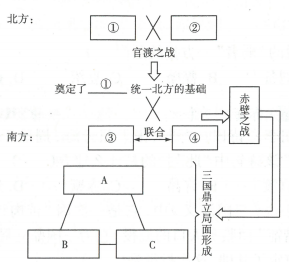 北方：
① ②
官渡之战
奠定了 ① 统一北方的基础
赤壁之战
南方：
③ 联合 ④
A
三国鼎立局面形成
B C